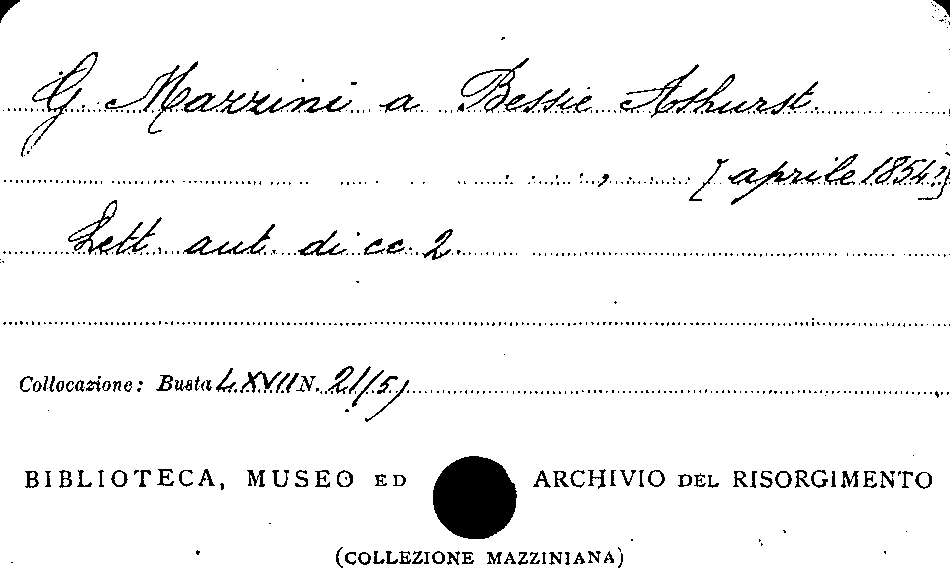 G. Mazzini a Bessie Ashurst.
[aprile 1854?]
Lett. aut. di cc. 2.
Collocazione: Busta LXVII N. 21/5)
BIBLIOTECA, MUSEO ED ARCHIVIO DEL RISORGIMENTO
(COLLEZIONE MAZZINIANA)